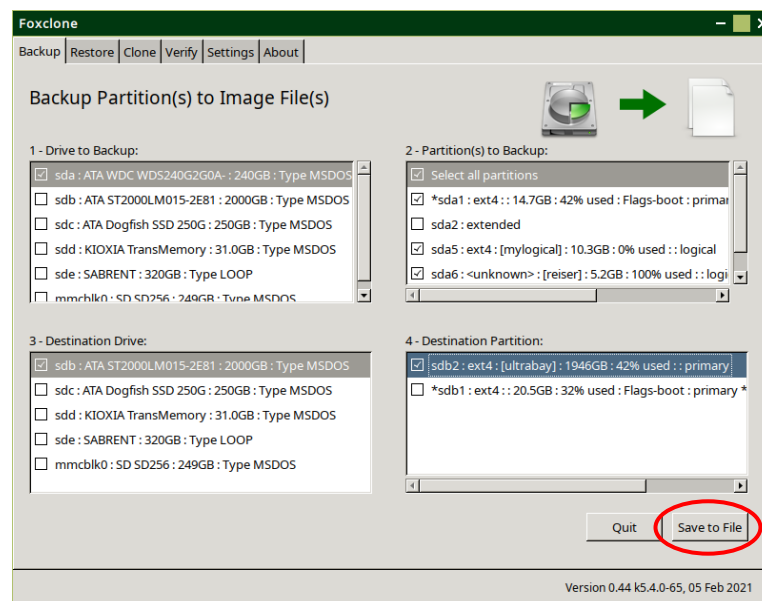 Foxclone
Backup Restore Clone Verify Settings About
Backup Partition(s) to Image File(s)
1 - Drive to Backup:
sda : ATA WDC WDS240G2G0A- : 240GB : Type MSDOS
sdb : ATA ST2000LM015-2E81 : 2000GB : Type MSDOS
sdc : ATA Dogfish SSD 250G : 250GB : Type MSDOS
sdd : KIOXIA TransMemory : 31.0GB : Type MSDOS
sde : SABRENT : 320GB : Type LOOP
mmcblk0 : SD SD256 : 249GB : Type MSDOS
2 - Partition(s) to Backup:
Select all partitions
*sda1 : ext4 : : 14.7GB : 42% used : Flags-boot : primar
sda2 : extended
sda5 : ext4 : [mylogical] : 10.3GB : 0% used : : logical
sda6 : <unknown> : [reiser] : 5.2GB : 100% used : : logi
3 - Destination Drive:
sdb : ATA ST2000LM015-2E81 : 2000GB : Type MSDOS
sdc : ATA Dogfish SSD 250G : 250GB : Type MSDOS
sdd : KIOXIA TransMemory : 31.0GB : Type MSDOS
sde : SABRENT : 320GB : Type LOOP
mmcblk0 : SD SD256 : 249GB : Type MSDOS
4 - Destination Partition:
sdb2 : ext4 : [ultrabay] : 1946GB : 42% used : : primary
*sdb1 : ext4 : : 20.5GB : 32% used : Flags-boot : primary *
Quit
Save to File
Version 0.44 k5.4.0-65, 05 Feb 2021